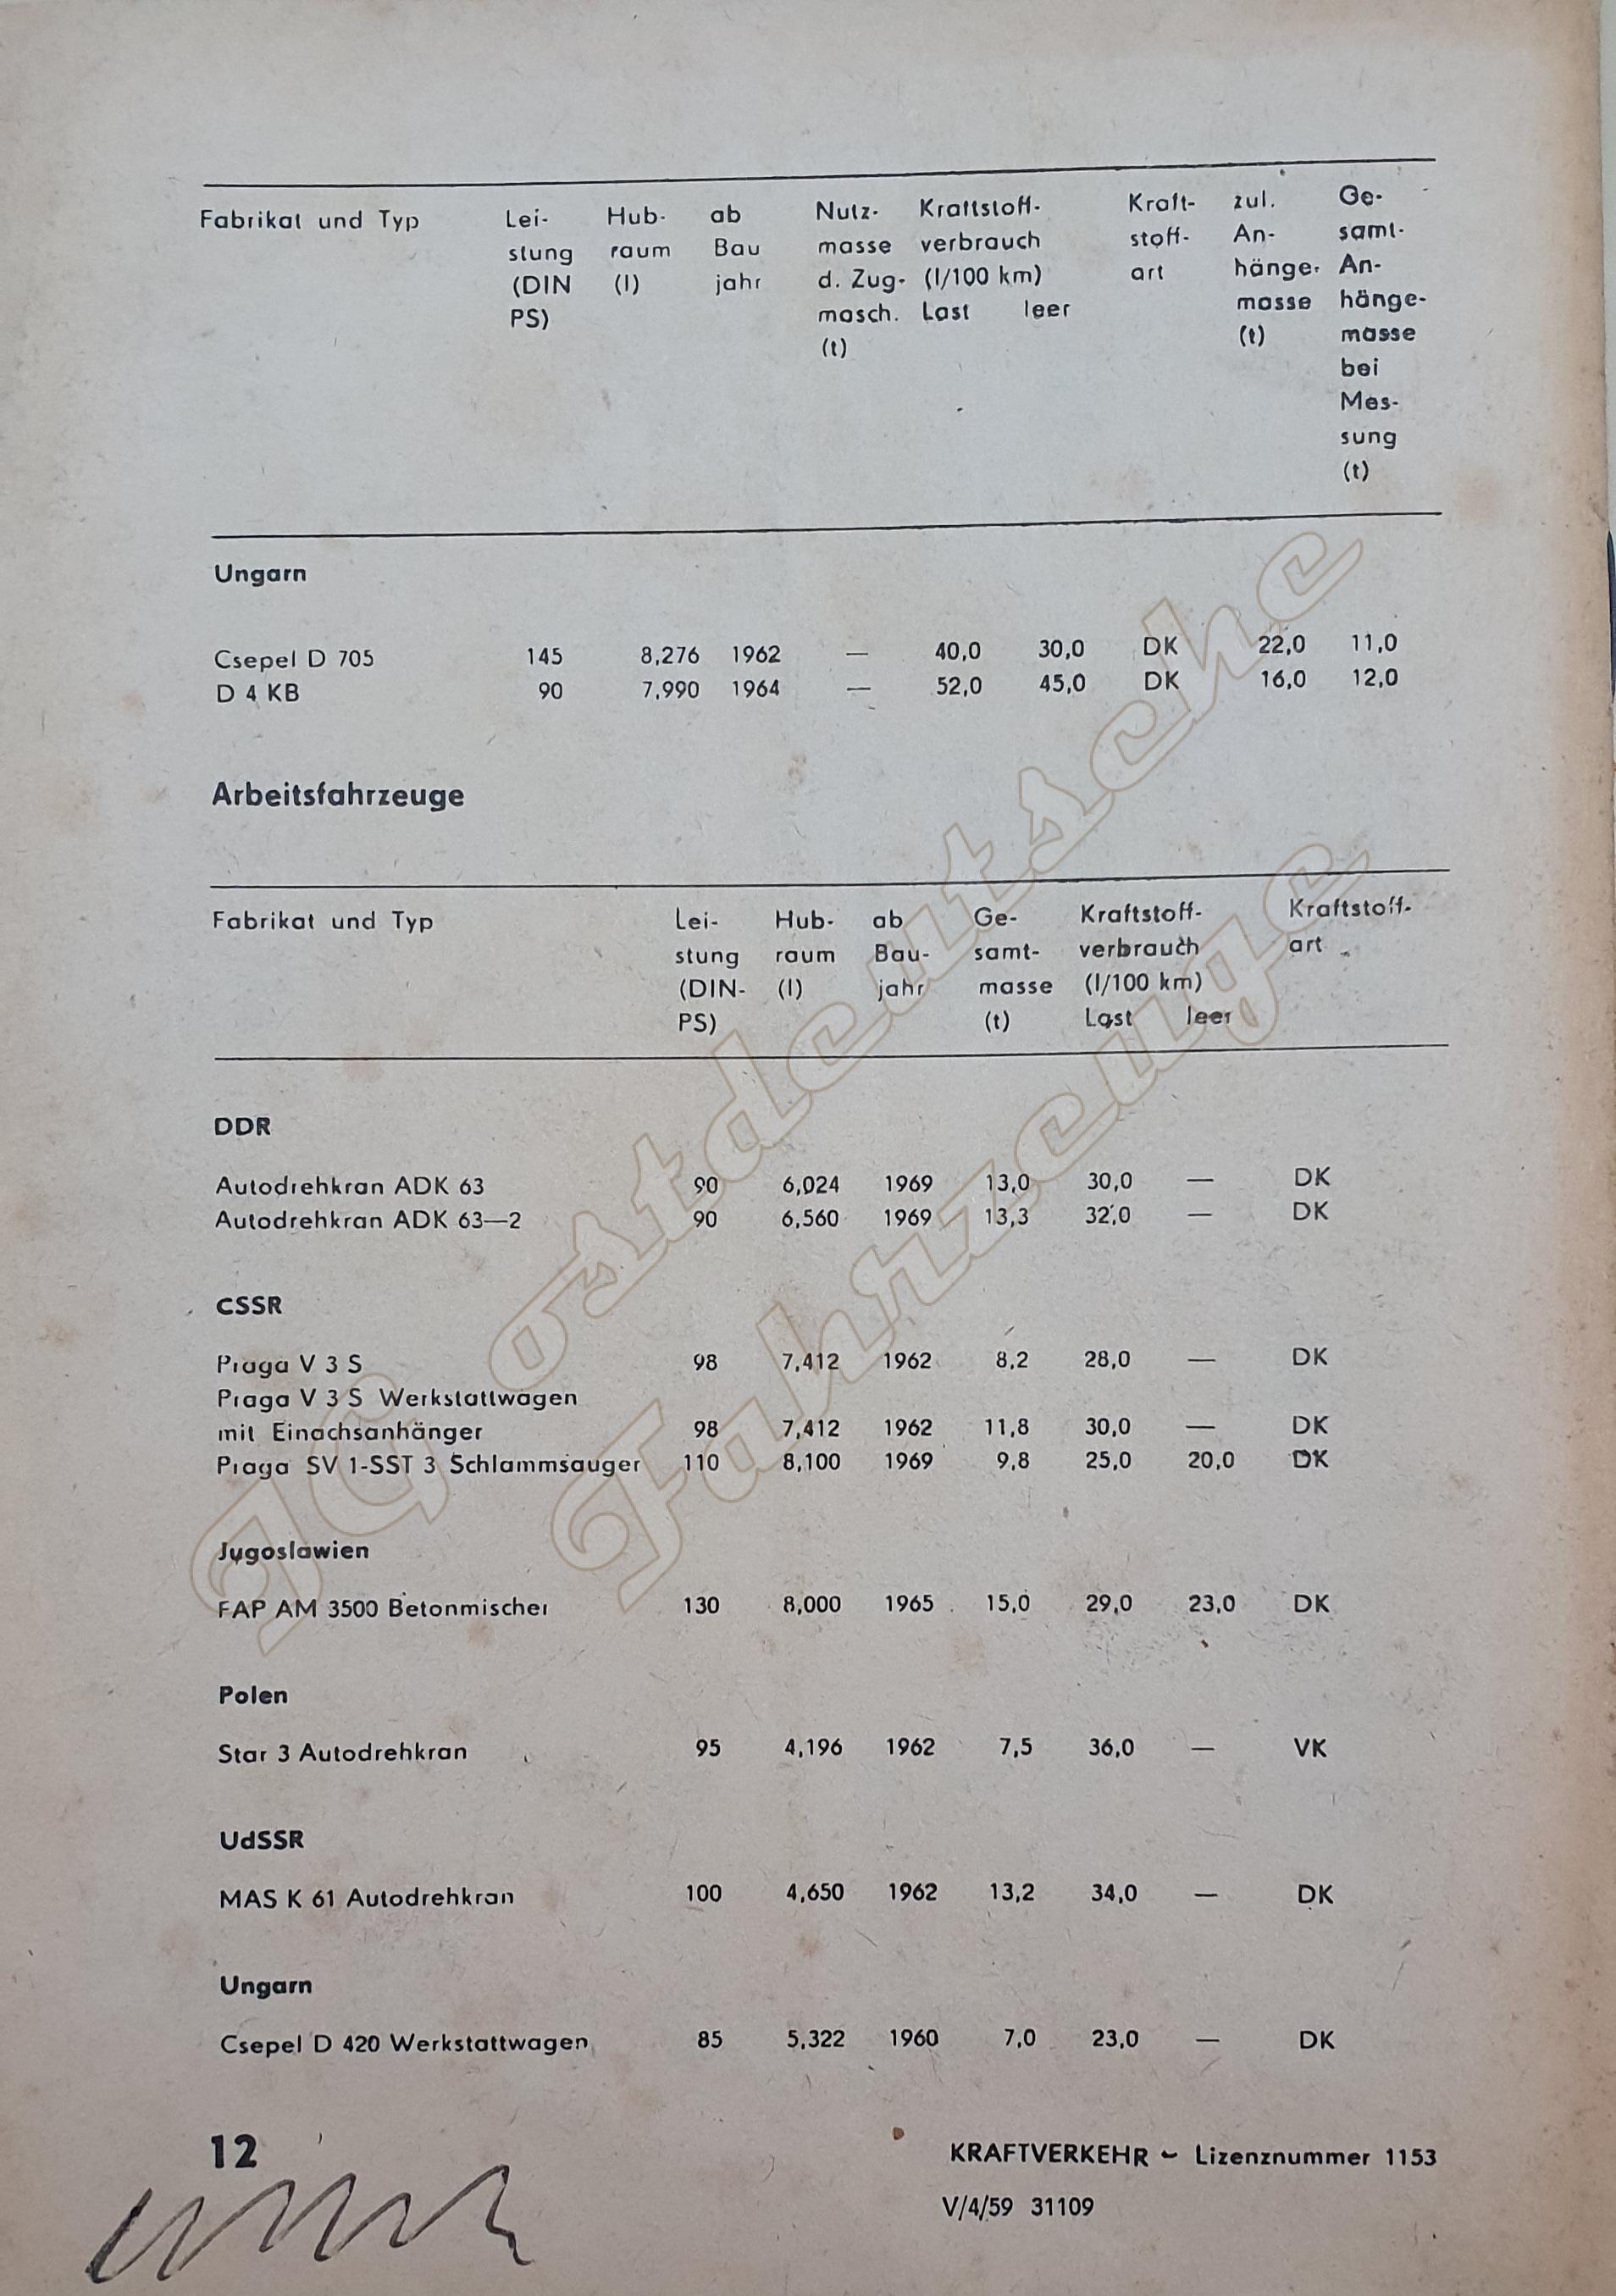 Fabrikat und Typ Lei- Hub- ab Nutz- Kraftstoff- Kraft- zul. Ge-
stung raum Bau masse verbrauch stoff- An- samt-
(DIN (l) jahr d. Zug- (l/100 km) art hänge- An-
PS) masch. Last leer masse hänge-
(t) (t) masse
bei
Mes-
sung
(t)
Ungarn
Csepel D 705 145 8,276 1962 — 40,0 30,0 DK 22,0 11,0
D 4 KB 90 7,990 1964 — 52,0 45,0 DK 16,0 12,0
Arbeitsfahrzeuge
Fabrikat und Typ Lei- Hub- ab Ge- Kraftstoff- Kraftstoff-
stung raum Bau- samt- verbrauch art
(DIN- (l) jahr masse (l/100 km)
PS) (t) Last leer
DDR
Autodrehkran ADK 63 90 6,024 1969 13,0 30,0 — DK
Autodrehkran ADK 63—2 90 6,560 1969 13,3 32,0 — DK
CSSR
Praga V 3 S 98 7,412 1962 8,2 28,0 — DK
Praga V 3 S Werkstattwagen
mit Einachsanhänger 98 7,412 1962 11,8 30,0 — DK
Praga SV 1-SST 3 Schlammsauger 110 8,100 1969 9,8 25,0 20,0 DK
Jugoslawien
FAP AM 3500 Betonmischer 130 8,000 1965 15,0 29,0 23,0 DK
Polen
Star 3 Autodrehkran 95 4,196 1962 7,5 36,0 — VK
UdSSR
MAS K 61 Autodrehkran 100 4,650 1962 13,2 34,0 — DK
Ungarn
Csepel D 420 Werkstattwagen 85 5,322 1960 7,0 23,0 — DK
12
KRAFTVERKEHR – Lizenznummer 1153
V/4/59 31109
IG ostdeutsche
Fahrzeuge